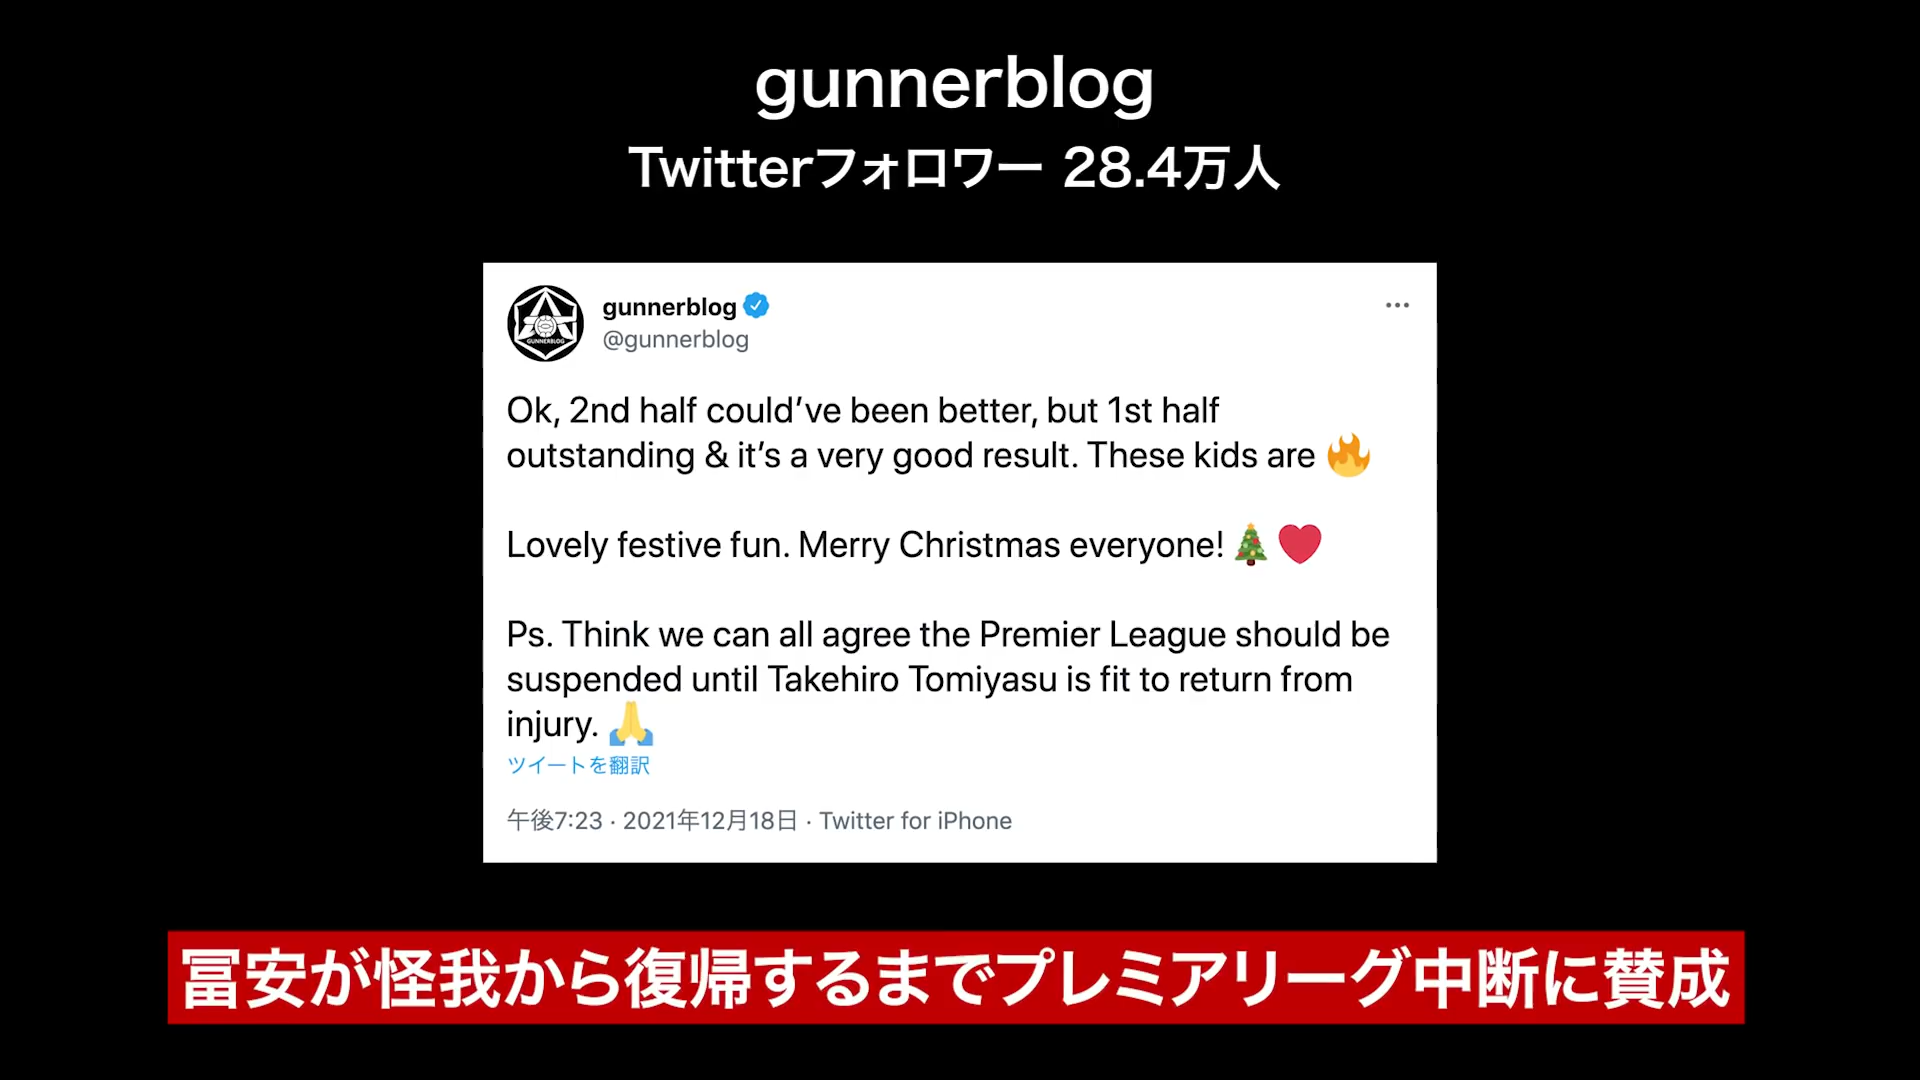 gunnerblog
Twitterフォロワー 28.4万人
GUNNERBLOG
gunnerblog
@gunnerblog
Ok, 2nd half could’ve been better, but 1st half
outstanding & it’s a very good result. These kids are 🔥
Lovely festive fun. Merry Christmas everyone! 🎄❤️
Ps. Think we can all agree the Premier League should be
suspended until Takehiro Tomiyasu is fit to return from
injury. 🙏
ツイートを翻訳
午後7:23 · 2021年12月18日 · Twitter for iPhone
冨安が怪我から復帰するまでプレミアリーグ中断に賛成